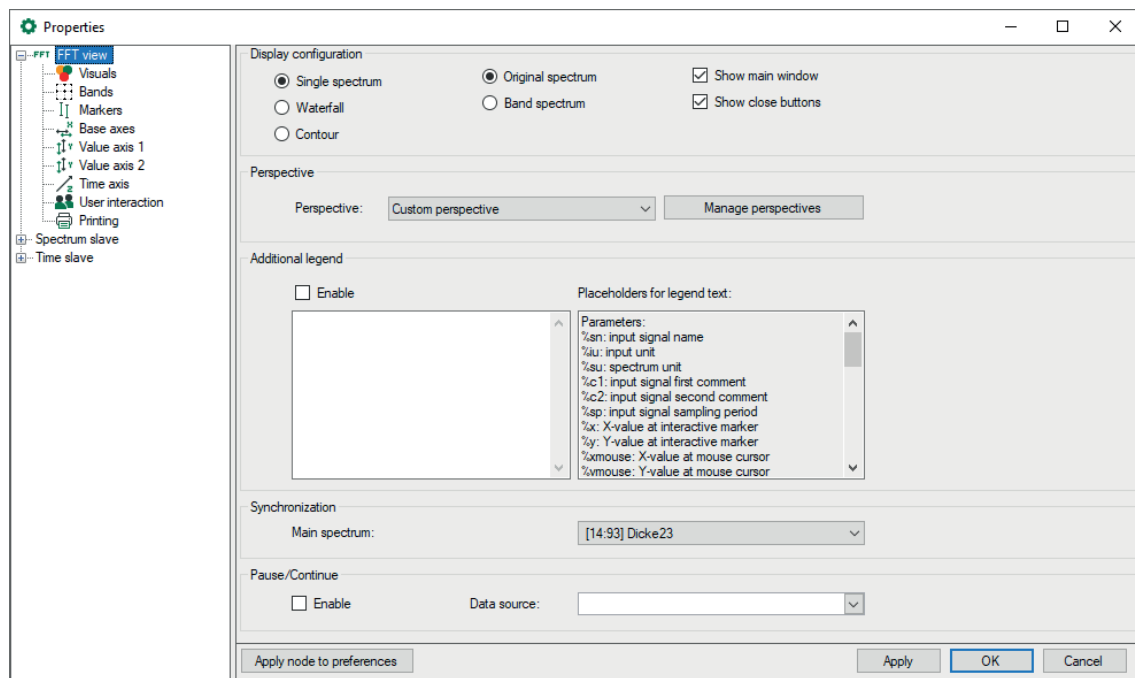 Properties
FFT FFT view
Visuals
Bands
Markers
Base axes
Value axis 1
Value axis 2
Time axis
User interaction
Printing
Spectrum slave
Time slave
Display configuration
Single spectrum
Original spectrum
Show main window
Waterfall
Band spectrum
Show close buttons
Contour
Perspective
Perspective: Custom perspective Manage perspectives
Additional legend
Enable
Placeholders for legend text:
Parameters:
%sn: input signal name
%iu: input unit
%su: spectrum unit
%c1: input signal first comment
%c2: input signal second comment
%sp: input signal sampling period
%x: X-value at interactive marker
%y: Y-value at interactive marker
%xmouse: X-value at mouse cursor
%ymouse: Y-value at mouse cursor
Synchronization
Main spectrum: [14:93] Dicke23
Pause/Continue
Enable Data source:
Apply node to preferences Apply OK Cancel